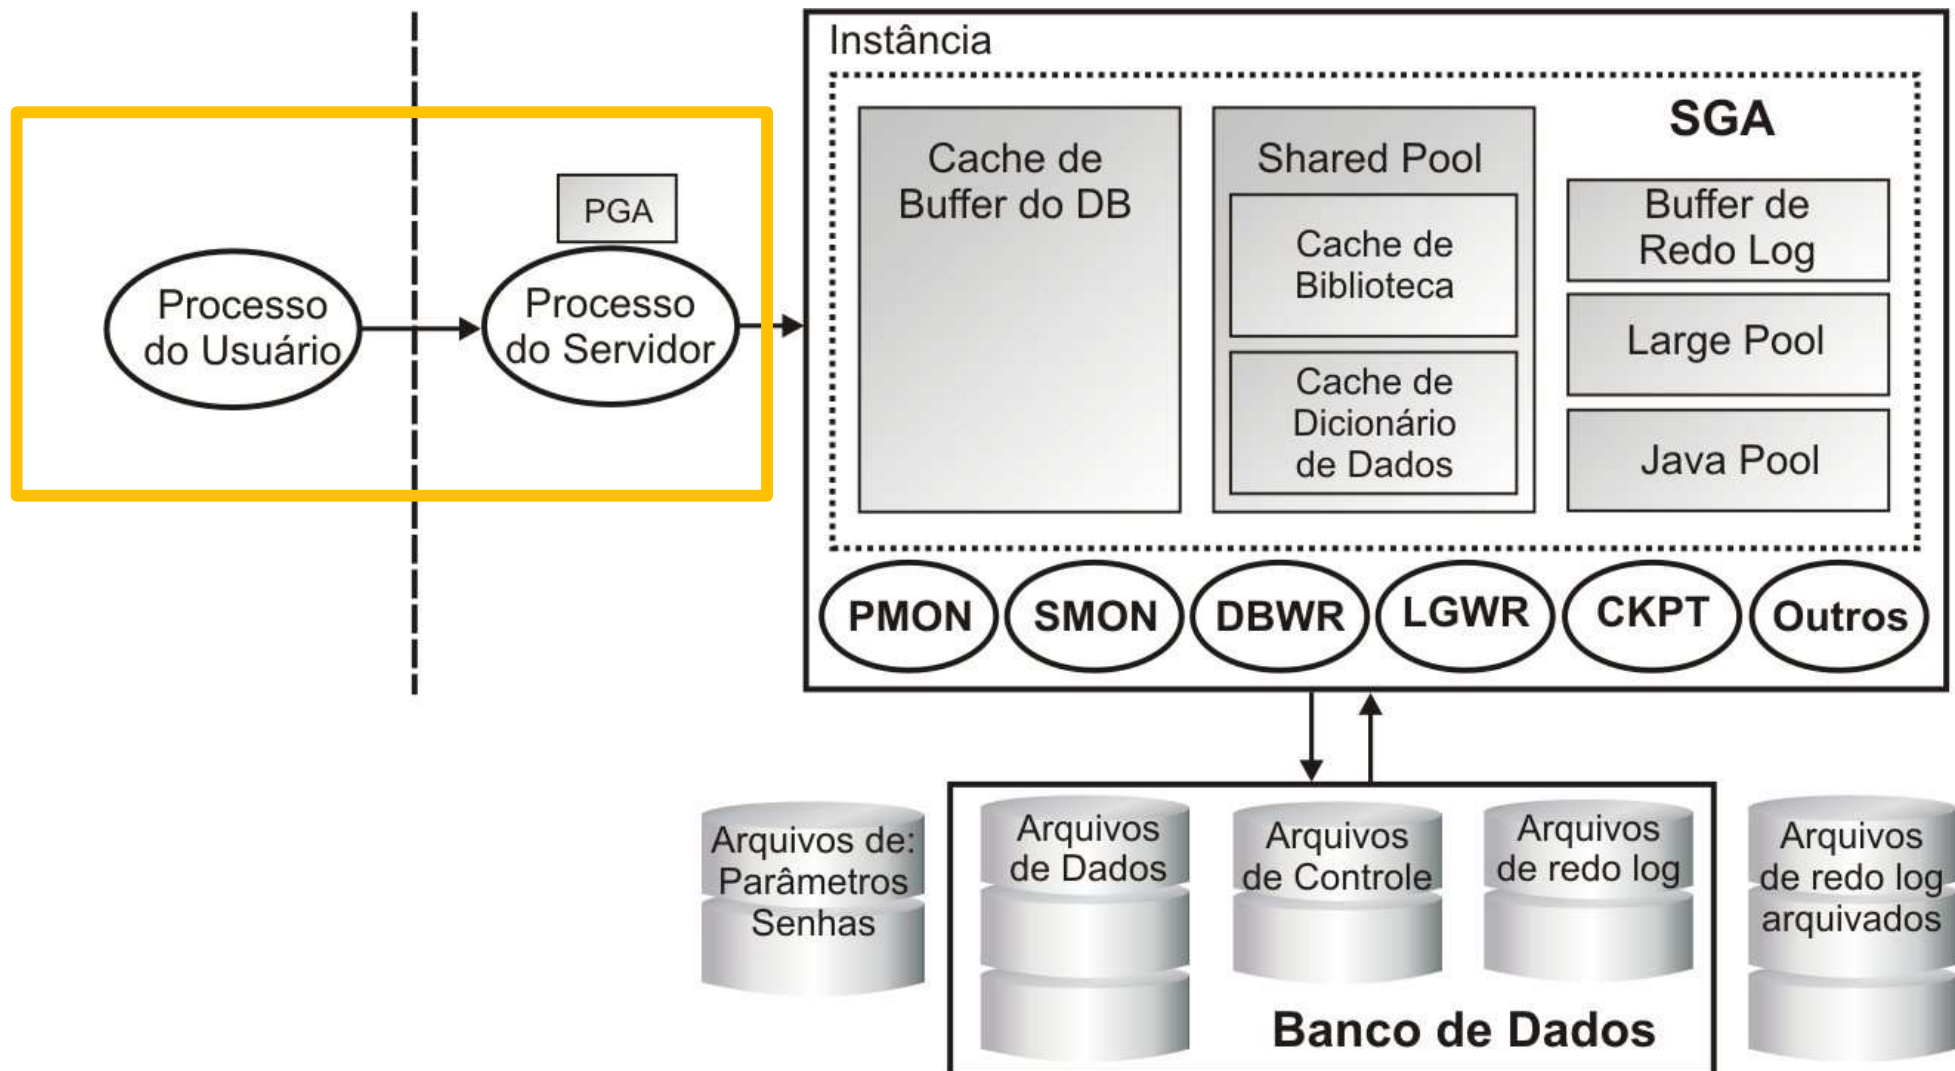 Instância
SGA
Cache de
Buffer do DB
Shared Pool
Cache de
Biblioteca
Cache de
Dicionário
de Dados
Buffer de
Redo Log
Large Pool
Java Pool
PGA
Processo
do Usuário
Processo
do Servidor
PMON
SMON
DBWR
LGWR
CKPT
Outros
Arquivos de:
Parâmetros
Senhas
Arquivos
de Dados
Arquivos
de Controle
Arquivos
de redo log
Arquivos
de redo log
arquivados
Banco de Dados